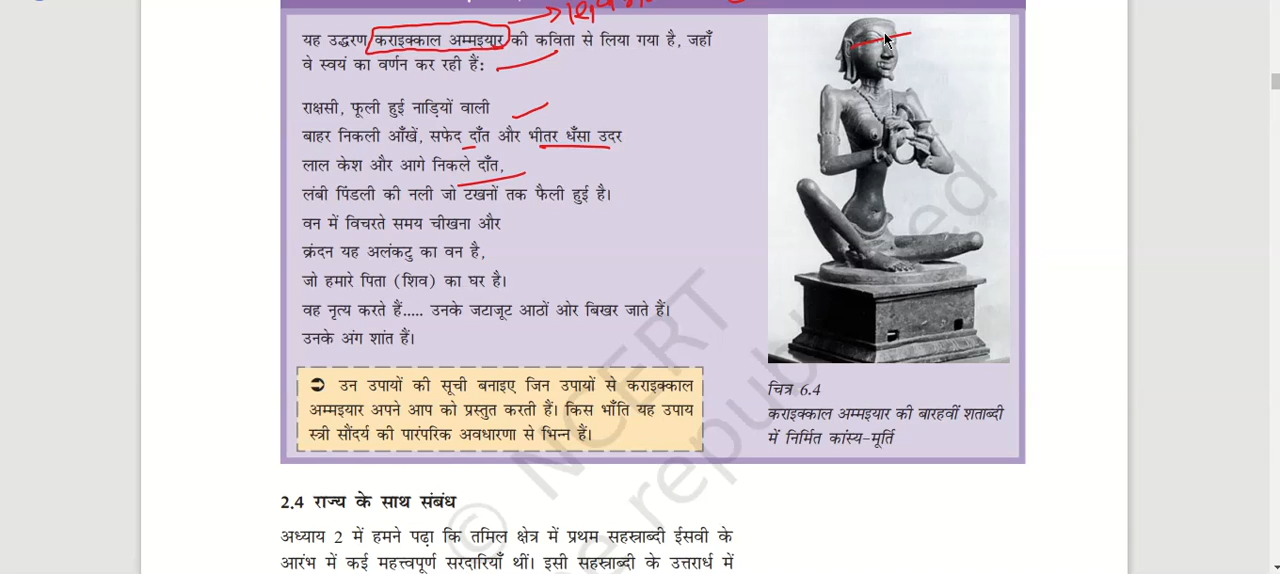 यह उद्धरण कराइक्काल अम्मइयार की कविता से लिया गया है, जहाँ
वे स्वयं का वर्णन कर रही हैं:
राक्षसी, फूली हुई नाड़ियों वाली
बाहर निकली आँखें, सफेद दाँत और भीतर धँसा उदर
लाल केश और आगे निकले दाँत,
लंबी पिंडली की नली जो टखनों तक फैली हुई है।
वन में विचरते समय चीखना और
क्रंदन यह अलंकटु का वन है,
जो हमारे पिता (शिव) का घर है।
वह नृत्य करते हैं..... उनके जटाजूट आठों ओर बिखर जाते हैं।
उनके अंग शांत हैं।
➲ उन उपायों की सूची बनाइए जिन उपायों से कराइक्काल
अम्मइयार अपने आप को प्रस्तुत करती हैं। किस भाँति यह उपाय
स्त्री सौंदर्य की पारंपरिक अवधारणा से भिन्न हैं।
चित्र 6.4
कराइक्काल अम्मइयार की बारहवीं शताब्दी
में निर्मित कांस्य-मूर्ति
© NCERT
republished
2.4 राज्य के साथ संबंध
अध्याय 2 में हमने पढ़ा कि तमिल क्षेत्र में प्रथम सहस्त्राब्दी ईसवी के
आरंभ में कई महत्त्वपूर्ण सरदारियाँ थीं। इसी सहस्त्राब्दी के उत्तरार्ध में